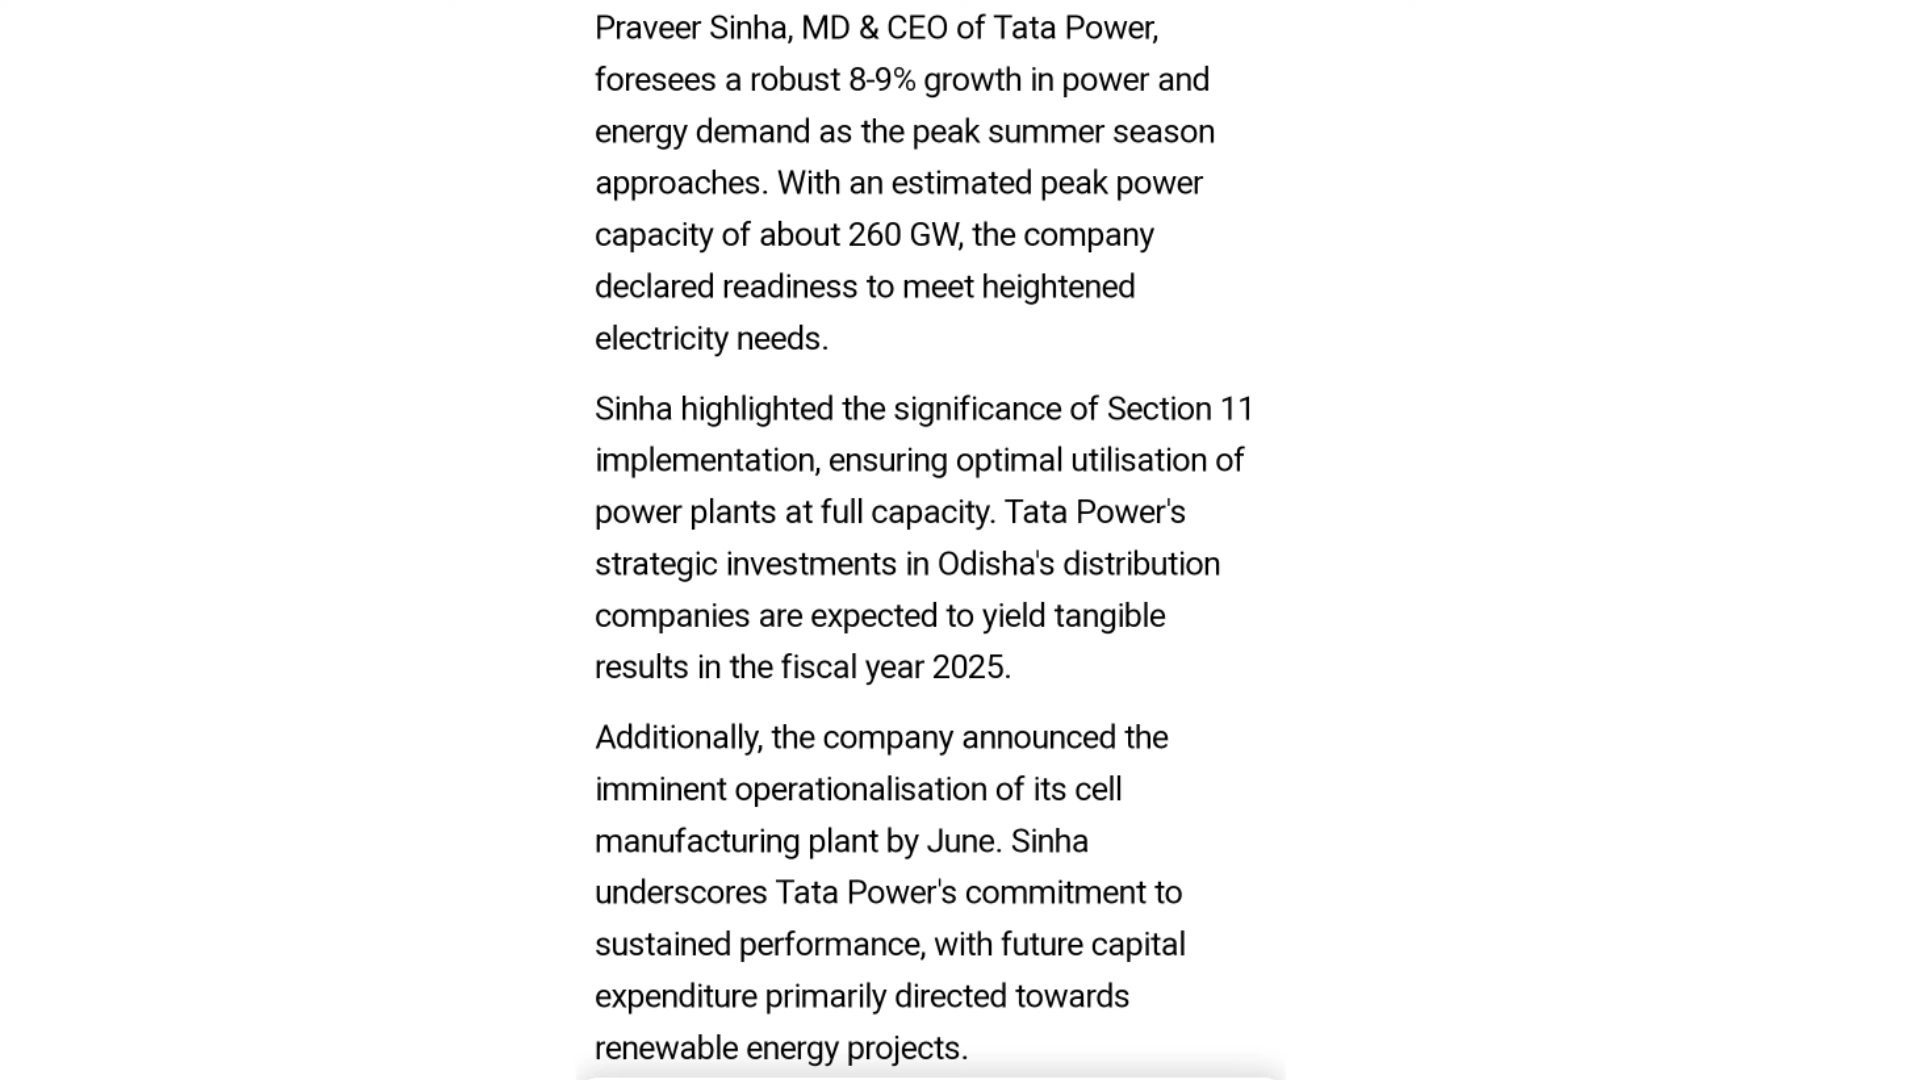 Praveer Sinha, MD & CEO of Tata Power,
foresees a robust 8-9% growth in power and
energy demand as the peak summer season
approaches. With an estimated peak power
capacity of about 260 GW, the company
declared readiness to meet heightened
electricity needs.
Sinha highlighted the significance of Section 11
implementation, ensuring optimal utilisation of
power plants at full capacity. Tata Power's
strategic investments in Odisha's distribution
companies are expected to yield tangible
results in the fiscal year 2025.
Additionally, the company announced the
imminent operationalisation of its cell
manufacturing plant by June. Sinha
underscores Tata Power's commitment to
sustained performance, with future capital
expenditure primarily directed towards
renewable energy projects.